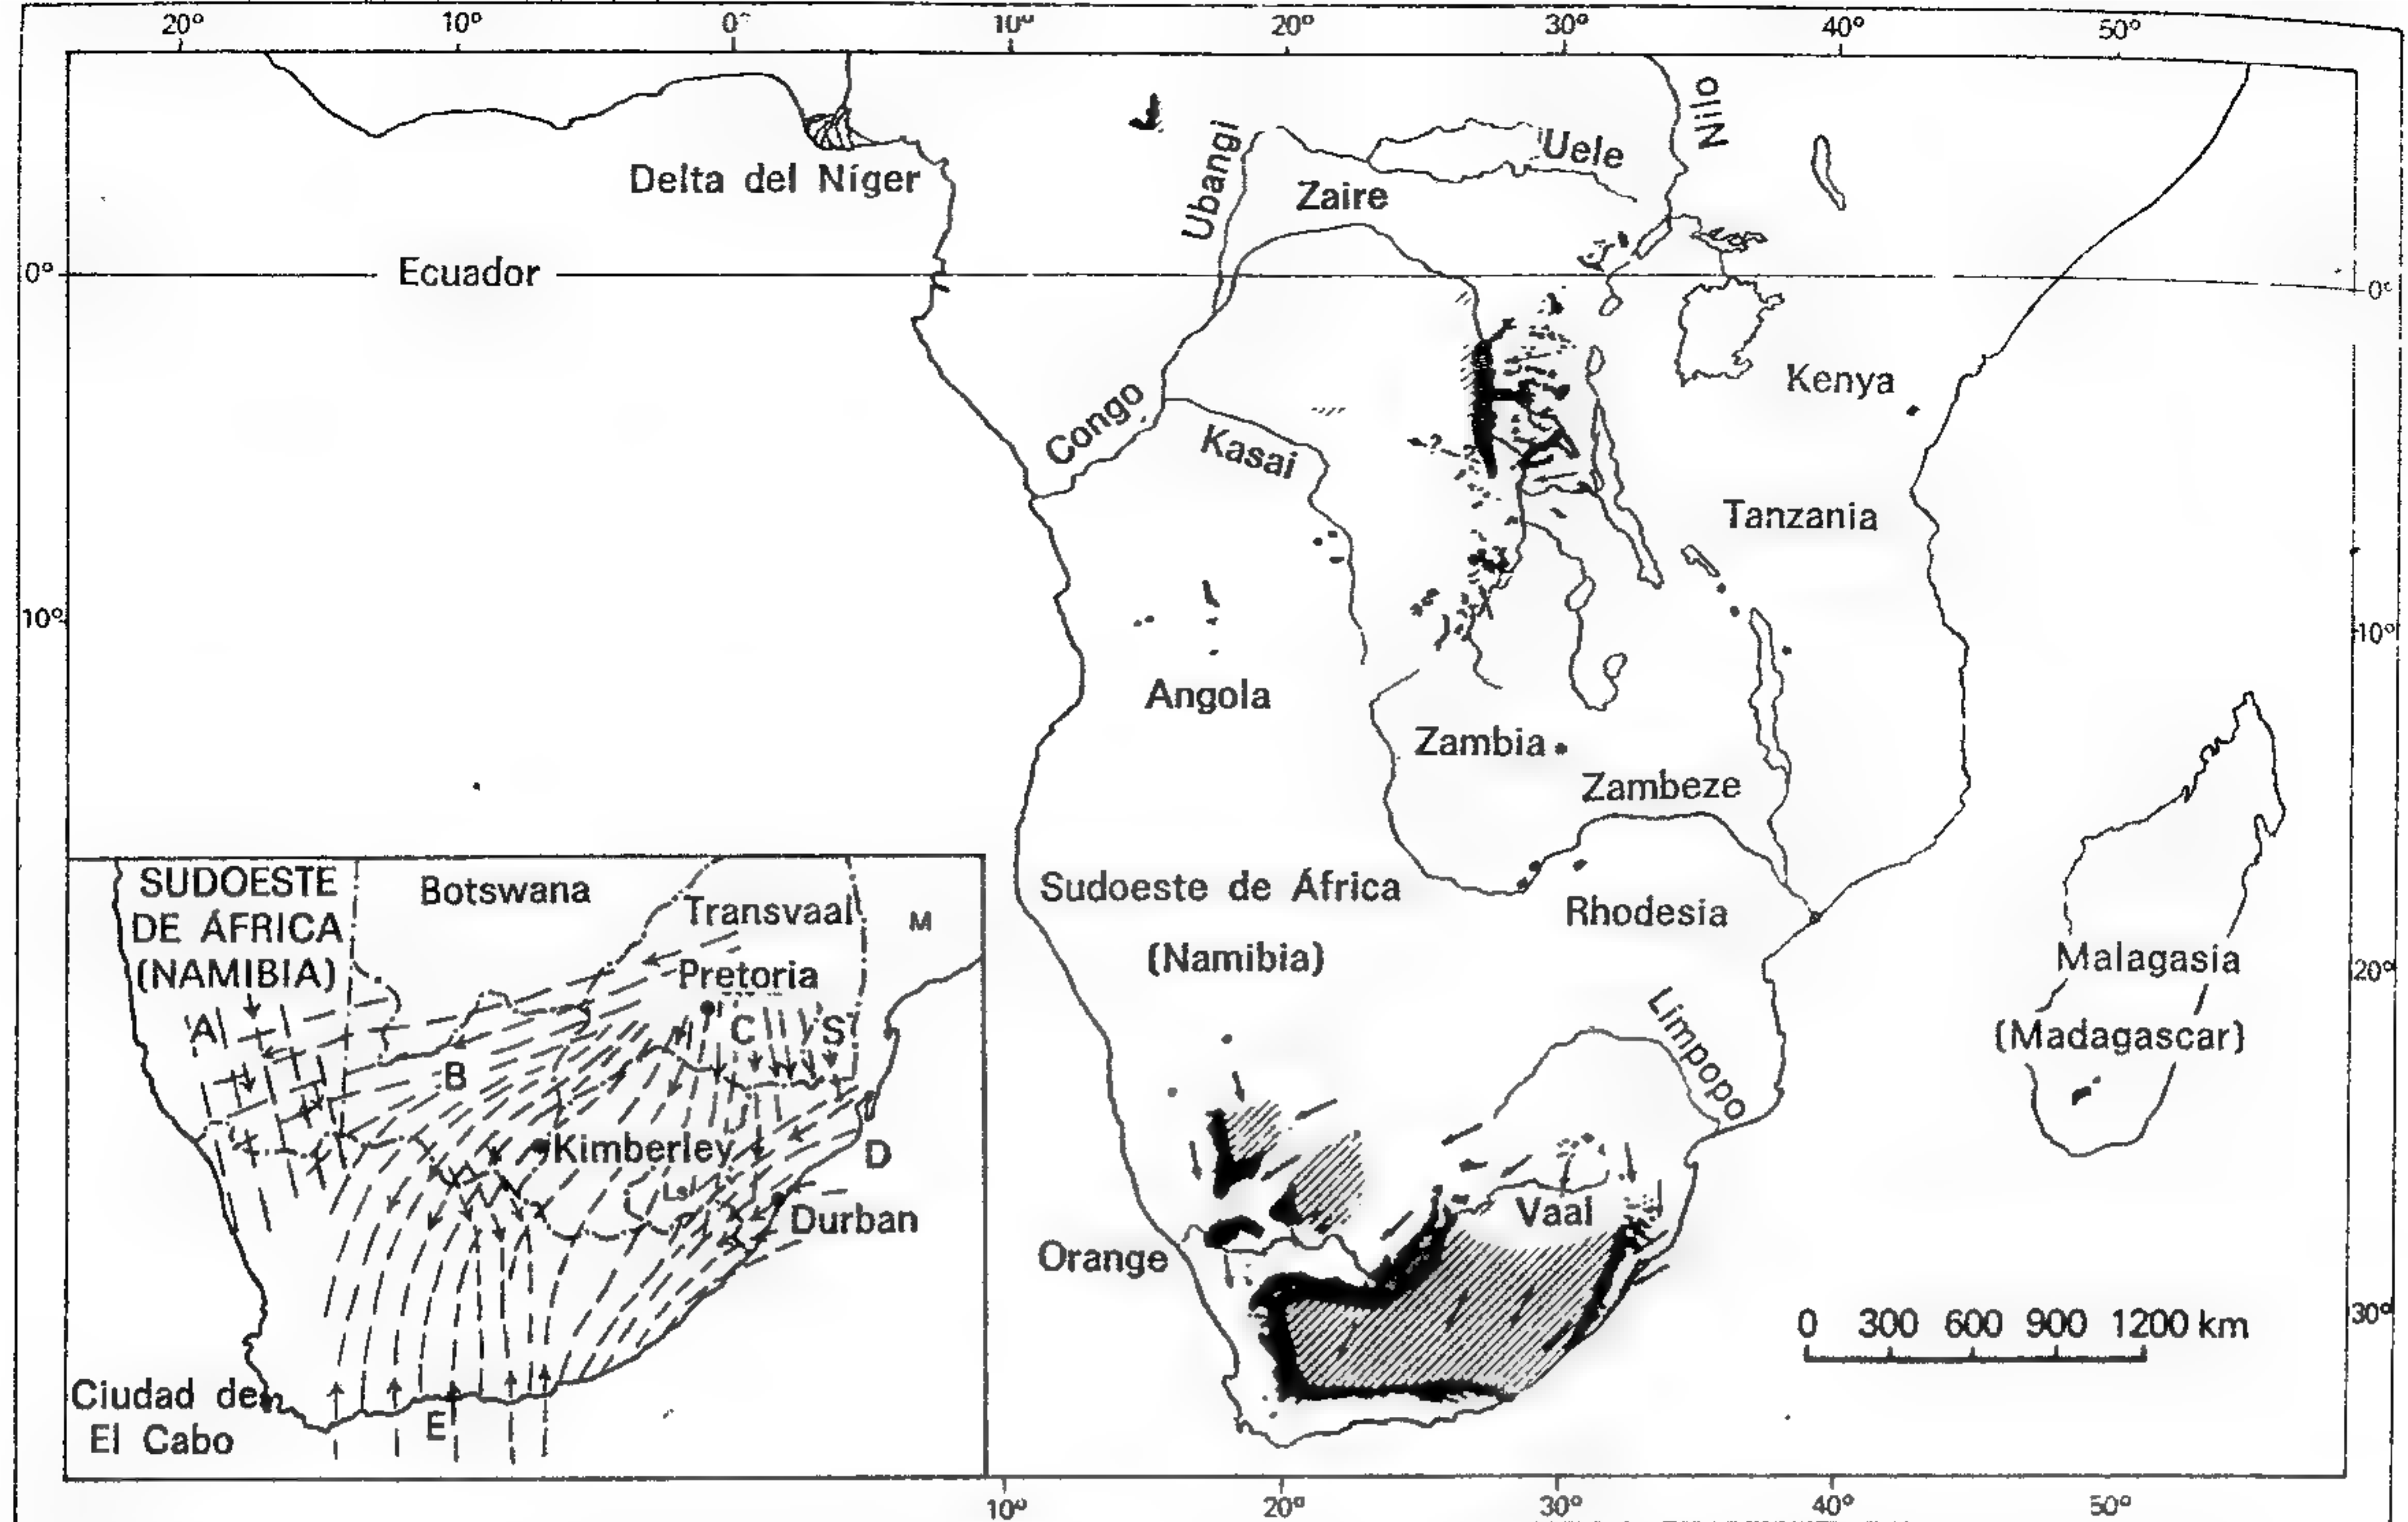 20° 10° 0° 10° 20° 30° 40° 50°
Nilo
Ubangi
Uele
Delta del Níger
Zaire
0° Ecuador 0°
Kenya
Congo
Kasai
Tanzania
10° 10°
Angola
Zambia
Zambeze
SUDOESTE
DE ÁFRICA
(NAMIBIA)
Botswana
Transvaal
M
Pretoria
A
B
C
S
Kimberley
D
Ls
Durban
Ciudad de
El Cabo
E
Sudoeste de África
(Namibia)
Rhodesia
Malagasia
(Madagascar)
20°
Limpopo
Vaal
Orange
30°
0 300 600 900 1200 km
10° 20° 30° 40° 50°